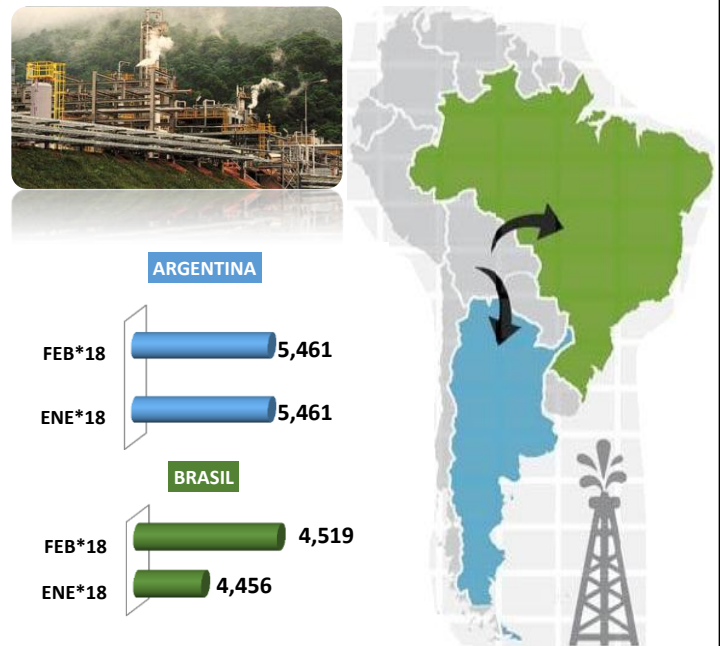 ARGENTINA
FEB*18 5,461
ENE*18 5,461
BRASIL
FEB*18 4,519
ENE*18 4,456